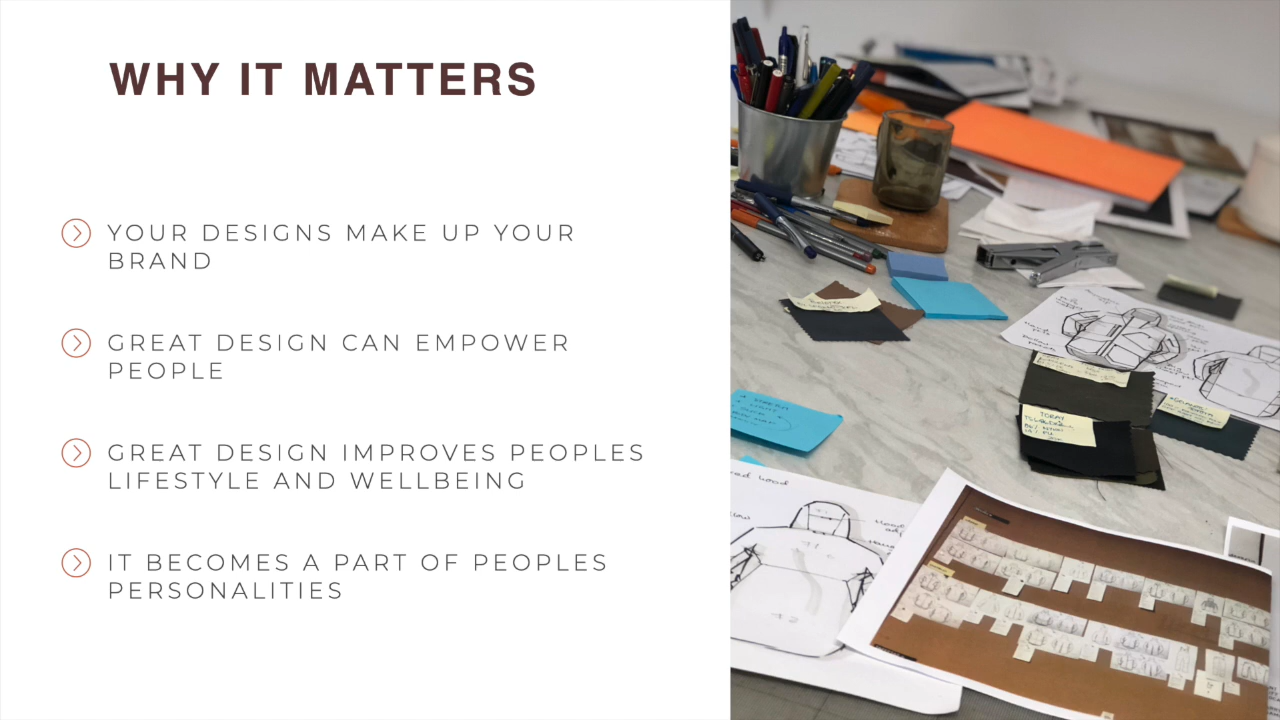 WHY IT MATTERS
YOUR DESIGNS MAKE UP YOUR
BRAND
GREAT DESIGN CAN EMPOWER
PEOPLE
GREAT DESIGN IMPROVES PEOPLES
LIFESTYLE AND WELLBEING
IT BECOMES A PART OF PEOPLES
PERSONALITIES
TORAY